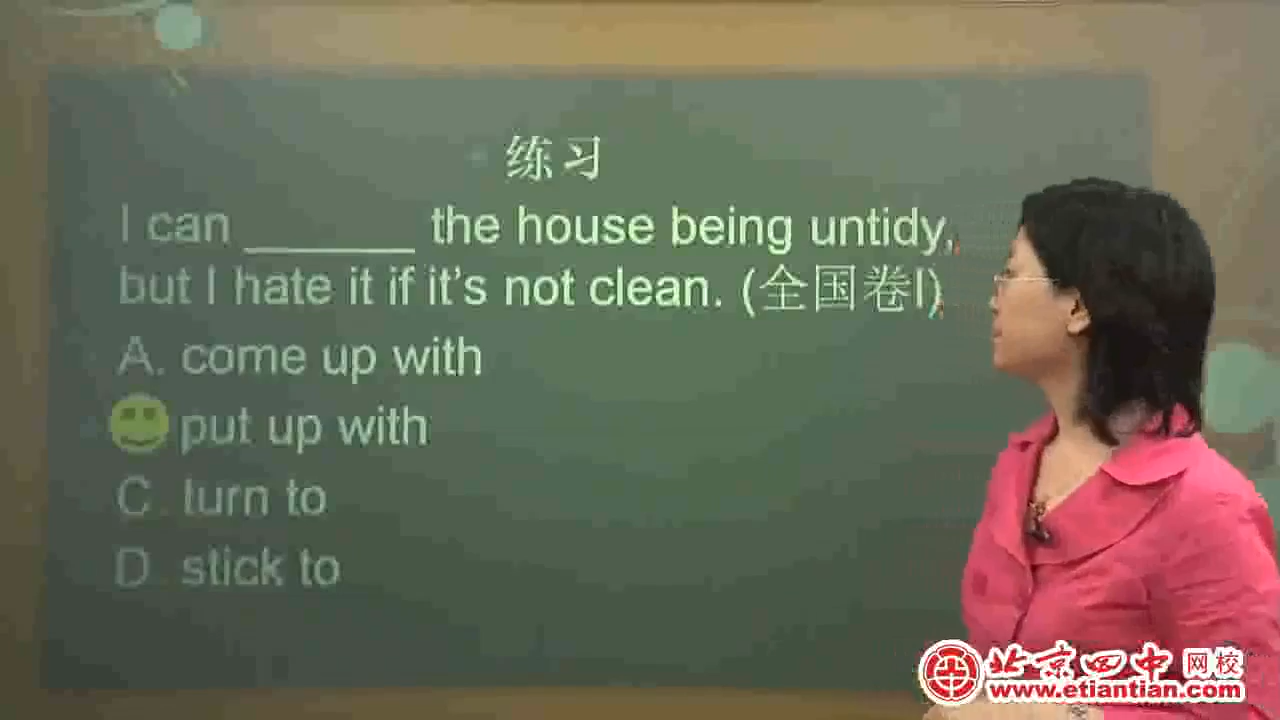 练习
I can ______ the house being untidy,
but I hate it if it's not clean. (全国卷I)
A. come up with
put up with
C. turn to
D. stick to
北京四中网校
www.etiantian.com